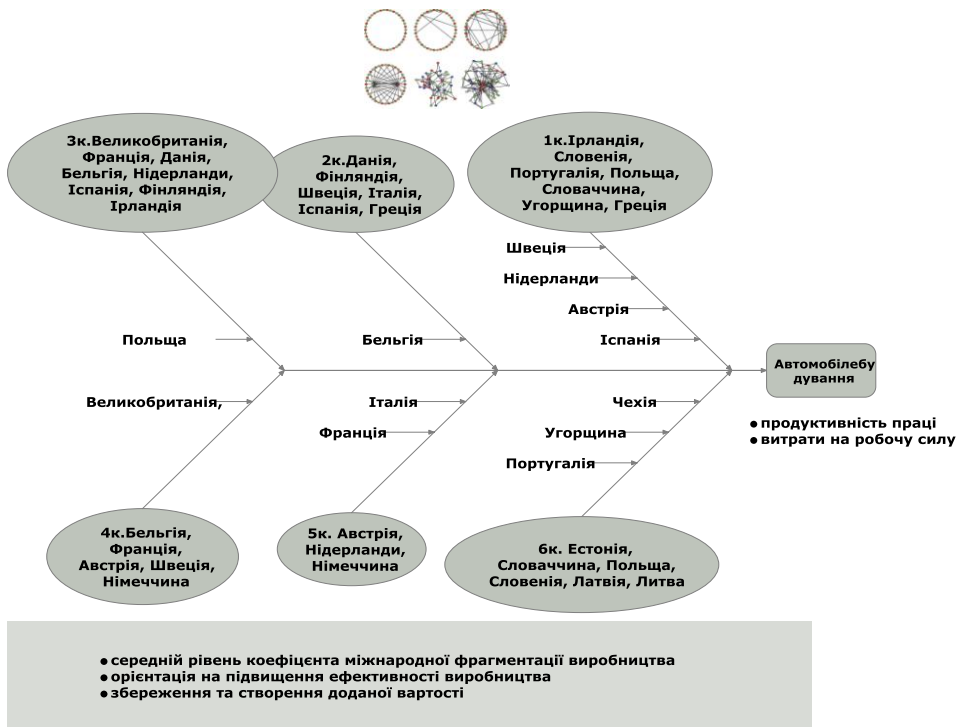 3к.Великобританія,
Франція, Данія,
Бельгія, Нідерланди,
Іспанія, Фінляндія,
Ірландія
2к.Данія,
Фінляндія,
Швеція, Італія,
Іспанія, Греція
1к.Ірландія,
Словенія,
Португалія, Польща,
Словаччина,
Угорщина, Греція
Швеція
Нідерланди
Австрія
Іспанія
Польща
Бельгія
Автомобілебу
дування
Великобританія,
Італія
Франція
Чехія
Угорщина
Португалія
● продуктивність праці
● витрати на робочу силу
4к.Бельгія,
Франція,
Австрія, Швеція,
Німеччина
5к. Австрія,
Нідерланди,
Німеччина
6к. Естонія,
Словаччина, Польща,
Словенія, Латвія, Литва
● середній рівень коефіцєнта міжнародної фрагментації виробництва
● орієнтація на підвищення ефективності виробництва
● збереження та створення доданої вартості